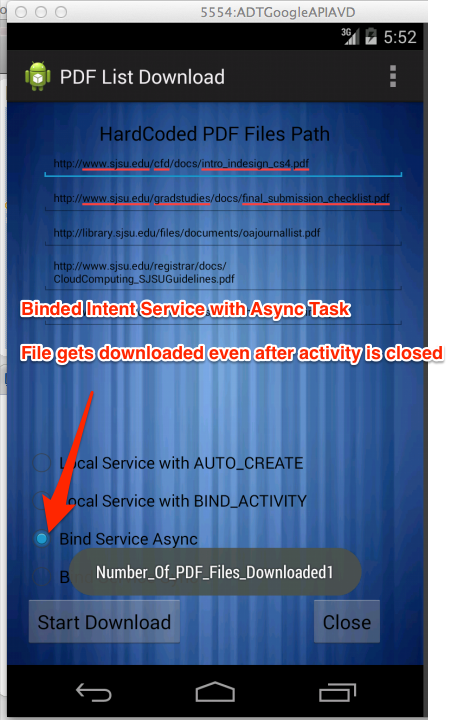 5554:ADTGoogleAPIAVD
3G 5:52
PDF List Download
HardCoded PDF Files Path
http://www.sjsu.edu/cfd/docs/intro_indesign_cs4.pdf
http://www.sjsu.edu/gradstudies/docs/final_submission_checklist.pdf
http://library.sjsu.edu/files/documents/oajournallist.pdf
http://www.sjsu.edu/registrar/docs/
CloudComputing_SJSUGuidelines.pdf
Binded Intent Service with Async Task
File gets downloaded even after activity is closed
Local Service with AUTO_CREATE
Local Service with BIND_ACTIVITY
Bind Service Async
Number_Of_PDF_Files_Downloaded1
Start Download
Close